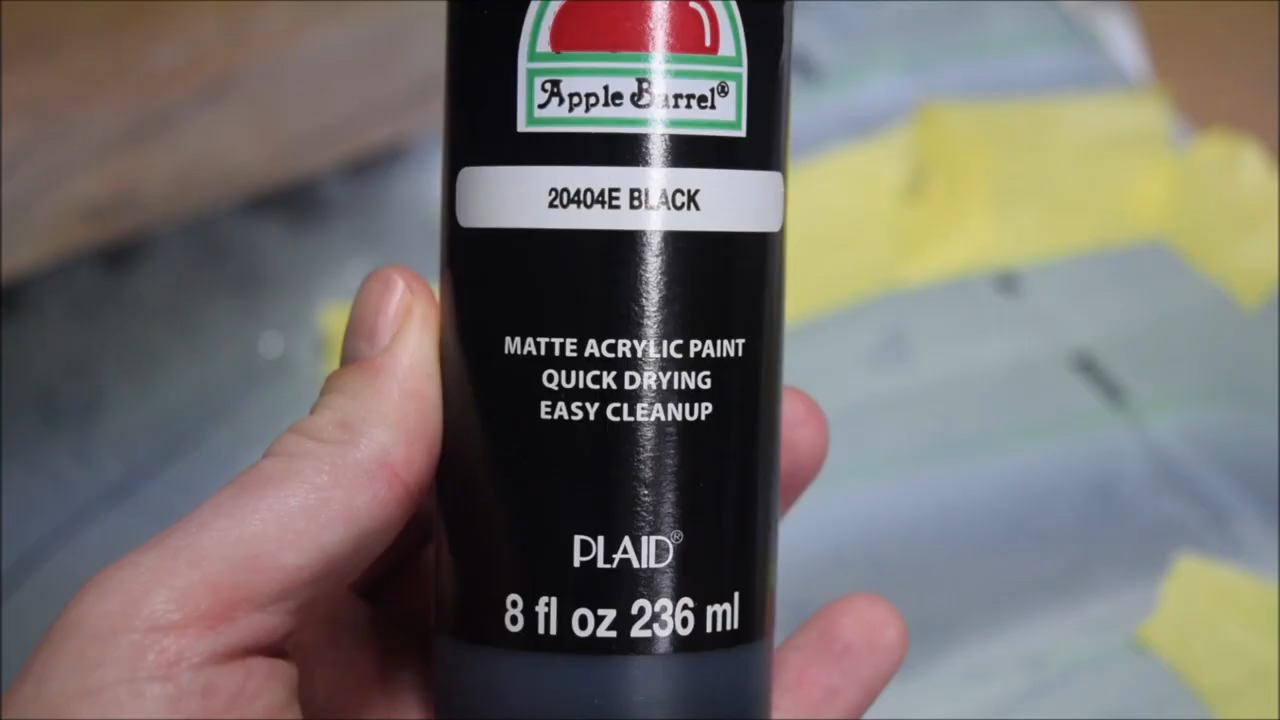 Apple Barrel®
20404E BLACK
MATTE ACRYLIC PAINT
QUICK DRYING
EASY CLEANUP
PLAID®
8 fl oz 236 ml